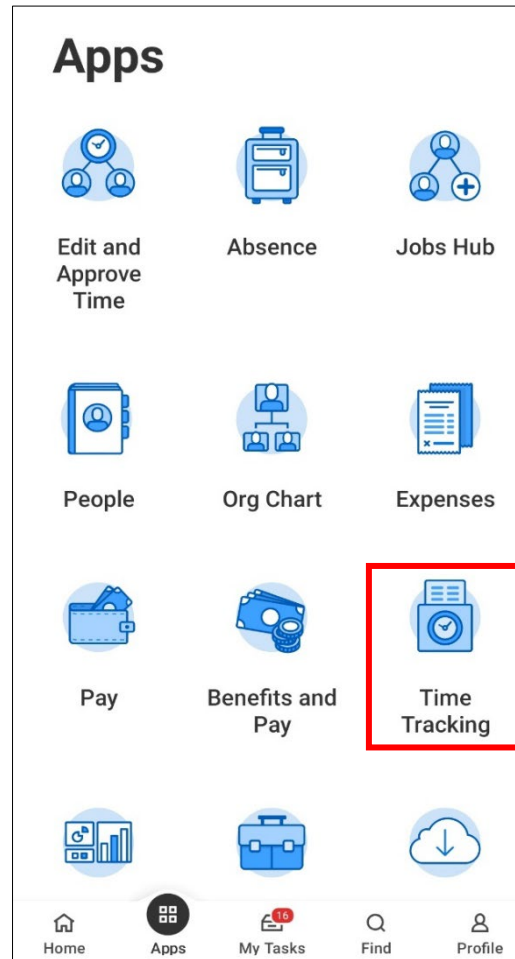 Apps
Edit and
Approve
Time
Absence
Jobs Hub
People
Org Chart
Expenses
Pay
Benefits and
Pay
Time
Tracking
16
Home
Apps
My Tasks
Find
Profile